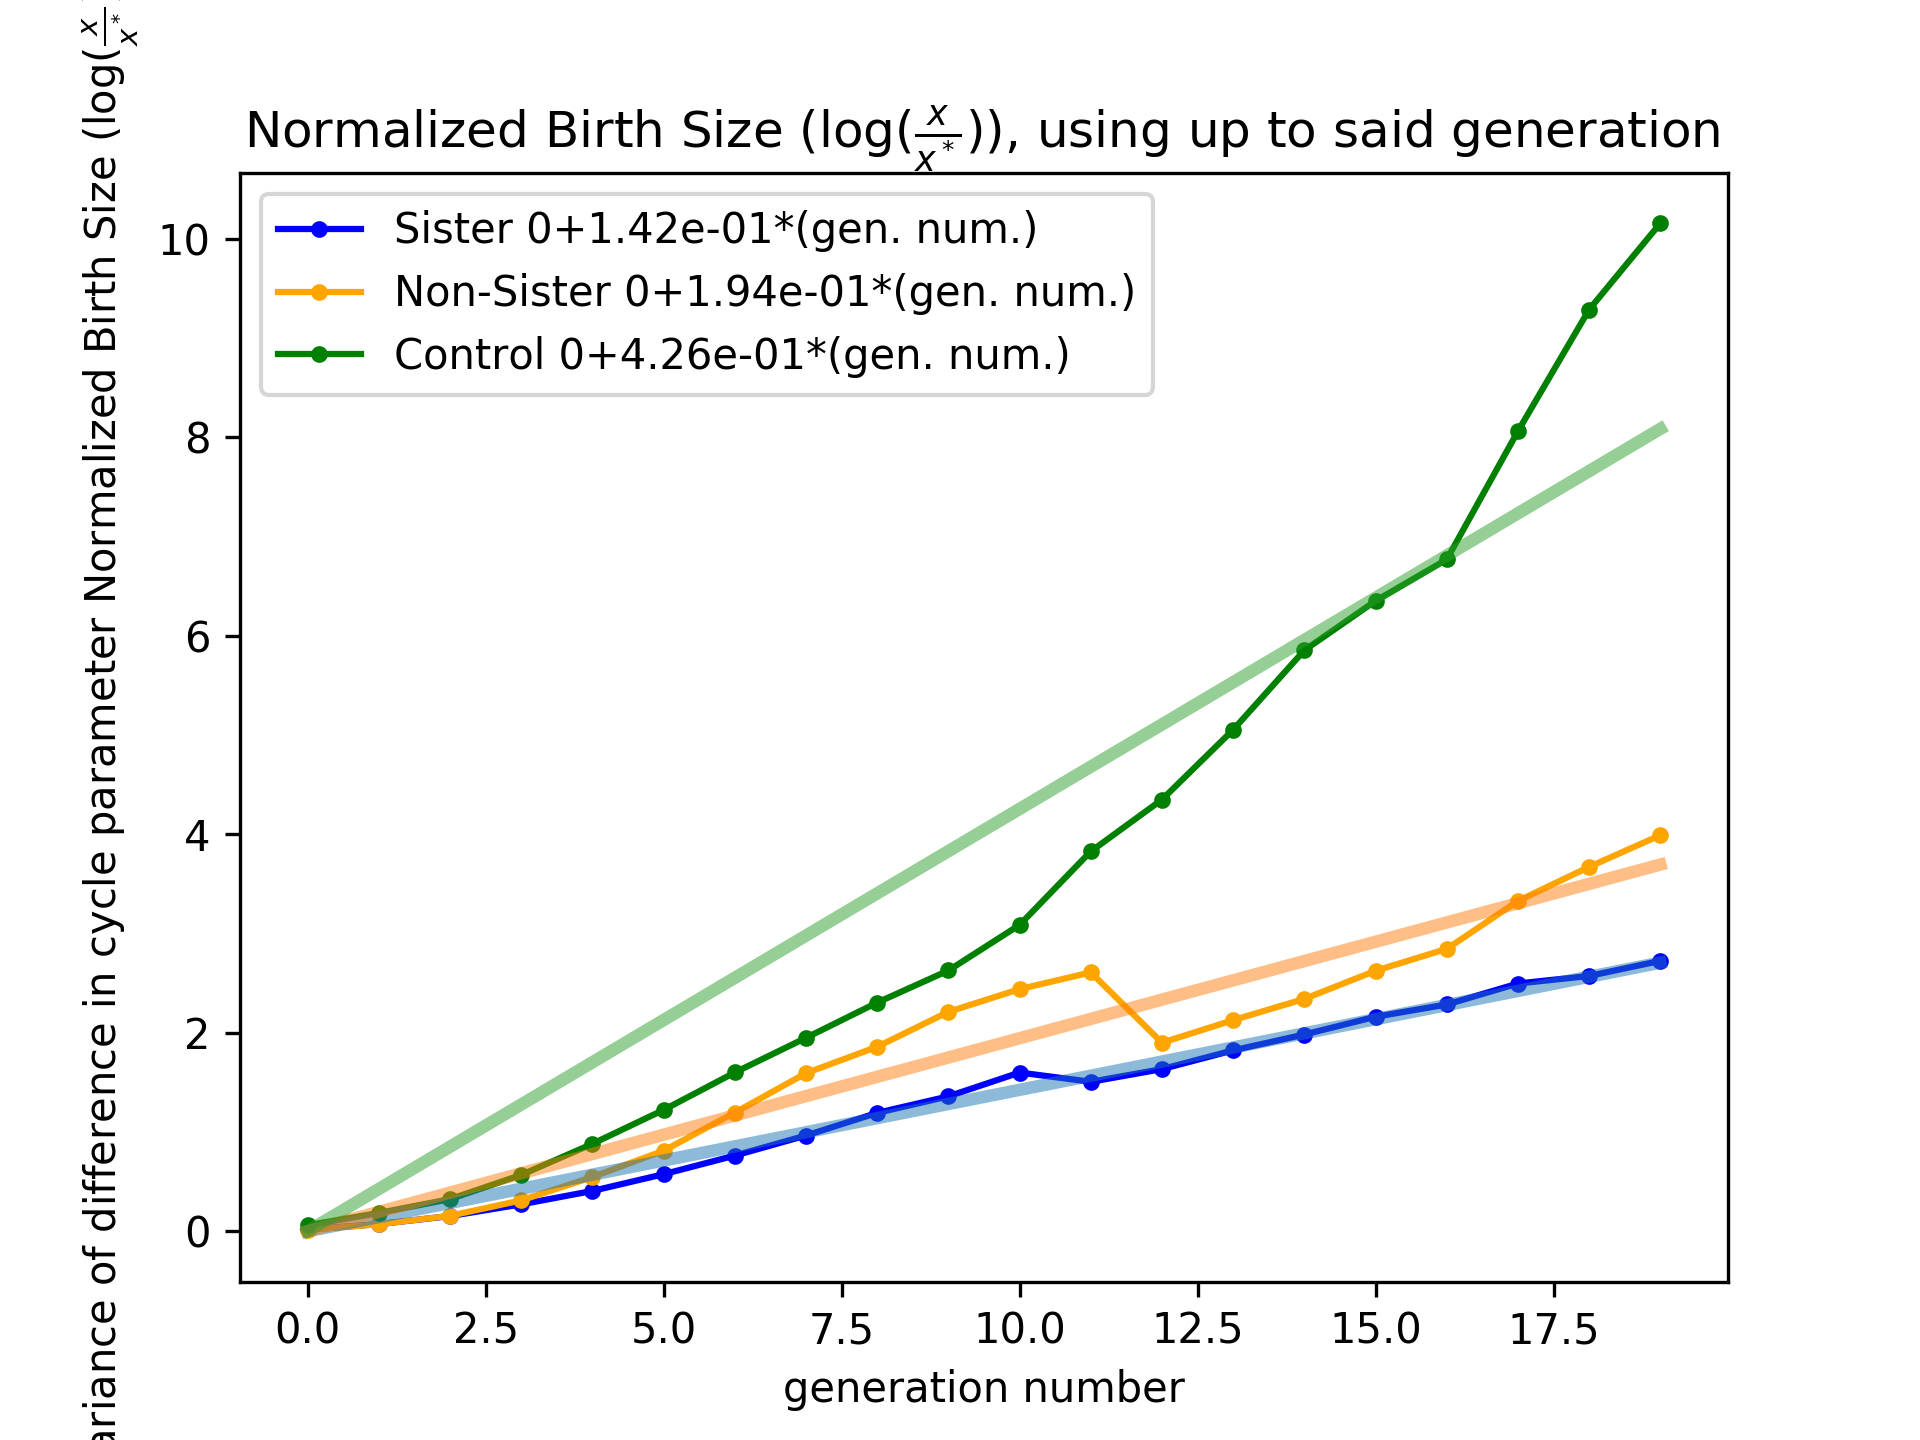 Normalized Birth Size (log(x/x*)), using up to said generation
Sister 0+1.42e-01*(gen. num.)
Non-Sister 0+1.94e-01*(gen. num.)
Control 0+4.26e-01*(gen. num.)
of difference in cycle parameter Normalized Birth Size (log(x/x*
10
8
6
4
2
0
0.0 2.5 5.0 7.5 10.0 12.5 15.0 17.5
generation number